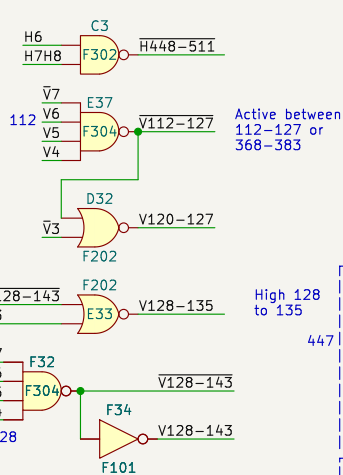 C3
H6
H7H8
F302
H448-511
V7
E37
112
V6
V5
V4
F304
V112-127
Active between
112-127 or
368-383
D32
V3
V120-127
F202
F202
128-143
E33
V128-135
High 128
to 135
447
F32
F304
V128-143
28
F34
V128-143
F101